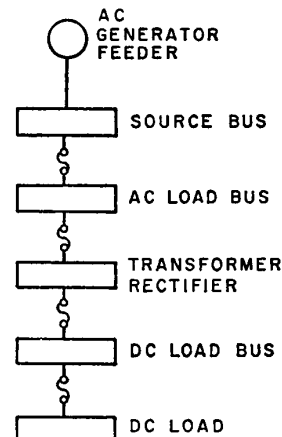 AC
GENERATOR
FEEDER
SOURCE BUS
AC LOAD BUS
TRANSFORMER
RECTIFIER
DC LOAD BUS
DC LOAD